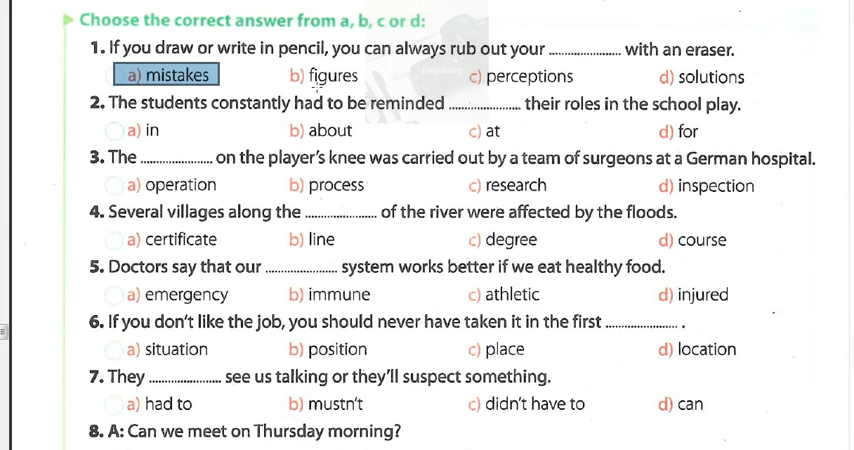 Choose the correct answer from a, b, c or d:
1. If you draw or write in pencil, you can always rub out your ...................... with an eraser.
a) mistakes b) figures c) perceptions d) solutions
2. The students constantly had to be reminded ...................... their roles in the school play.
a) in b) about c) at d) for
3. The ...................... on the player's knee was carried out by a team of surgeons at a German hospital.
a) operation b) process c) research d) inspection
4. Several villages along the ...................... of the river were affected by the floods.
a) certificate b) line c) degree d) course
5. Doctors say that our ...................... system works better if we eat healthy food.
a) emergency b) immune c) athletic d) injured
6. If you don't like the job, you should never have taken it in the first ...................... .
a) situation b) position c) place d) location
7. They ...................... see us talking or they'll suspect something.
a) had to b) mustn't c) didn't have to d) can
8. A: Can we meet on Thursday morning?